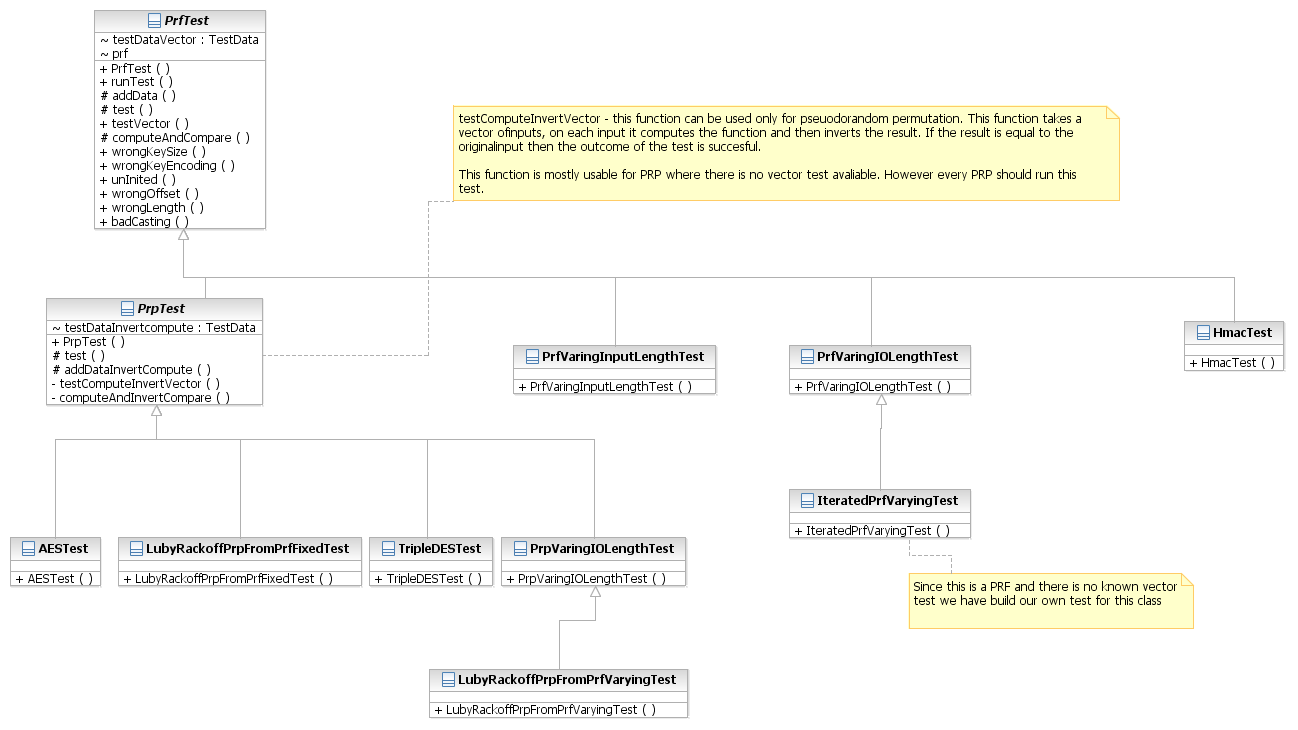 PrfTest
~ testDataVector : TestData
~ prf
+ PrfTest ( )
+ runTest ( )
# addData ( )
# test ( )
+ testVector ( )
# computeAndCompare ( )
+ wrongKeySize ( )
+ wrongKeyEncoding ( )
+ unInited ( )
+ wrongOffset ( )
+ wrongLength ( )
+ badCasting ( )
testComputeInvertVector - this function can be used only for pseuodorandom permutation. This function takes a
vector ofinputs, on each input it computes the function and then inverts the result. If the result is equal to the
originalinput then the outcome of the test is succesful.
This function is mostly usable for PRP where there is no vector test avaliable. However every PRP should run this
test.
PrpTest
~ testDataInvertcompute : TestData
+ PrpTest ( )
# test ( )
# addDataInvertCompute ( )
- testComputeInvertVector ( )
- computeAndInvertCompare ( )
PrfVaringInputLengthTest
+ PrfVaringInputLengthTest ( )
PrfVaringIOLengthTest
+ PrfVaringIOLengthTest ( )
HmacTest
+ HmacTest ( )
IteratedPrfVaryingTest
+ IteratedPrfVaryingTest ( )
AESTest
+ AESTest ( )
LubyRackoffPrpFromPrfFixedTest
+ LubyRackoffPrpFromPrfFixedTest ( )
TripleDESTest
+ TripleDESTest ( )
PrpVaringIOLengthTest
+ PrpVaringIOLengthTest ( )
Since this is a PRF and there is no known vector
test we have build our own test for this class
LubyRackoffPrpFromPrfVaryingTest
+ LubyRackoffPrpFromPrfVaryingTest ( )